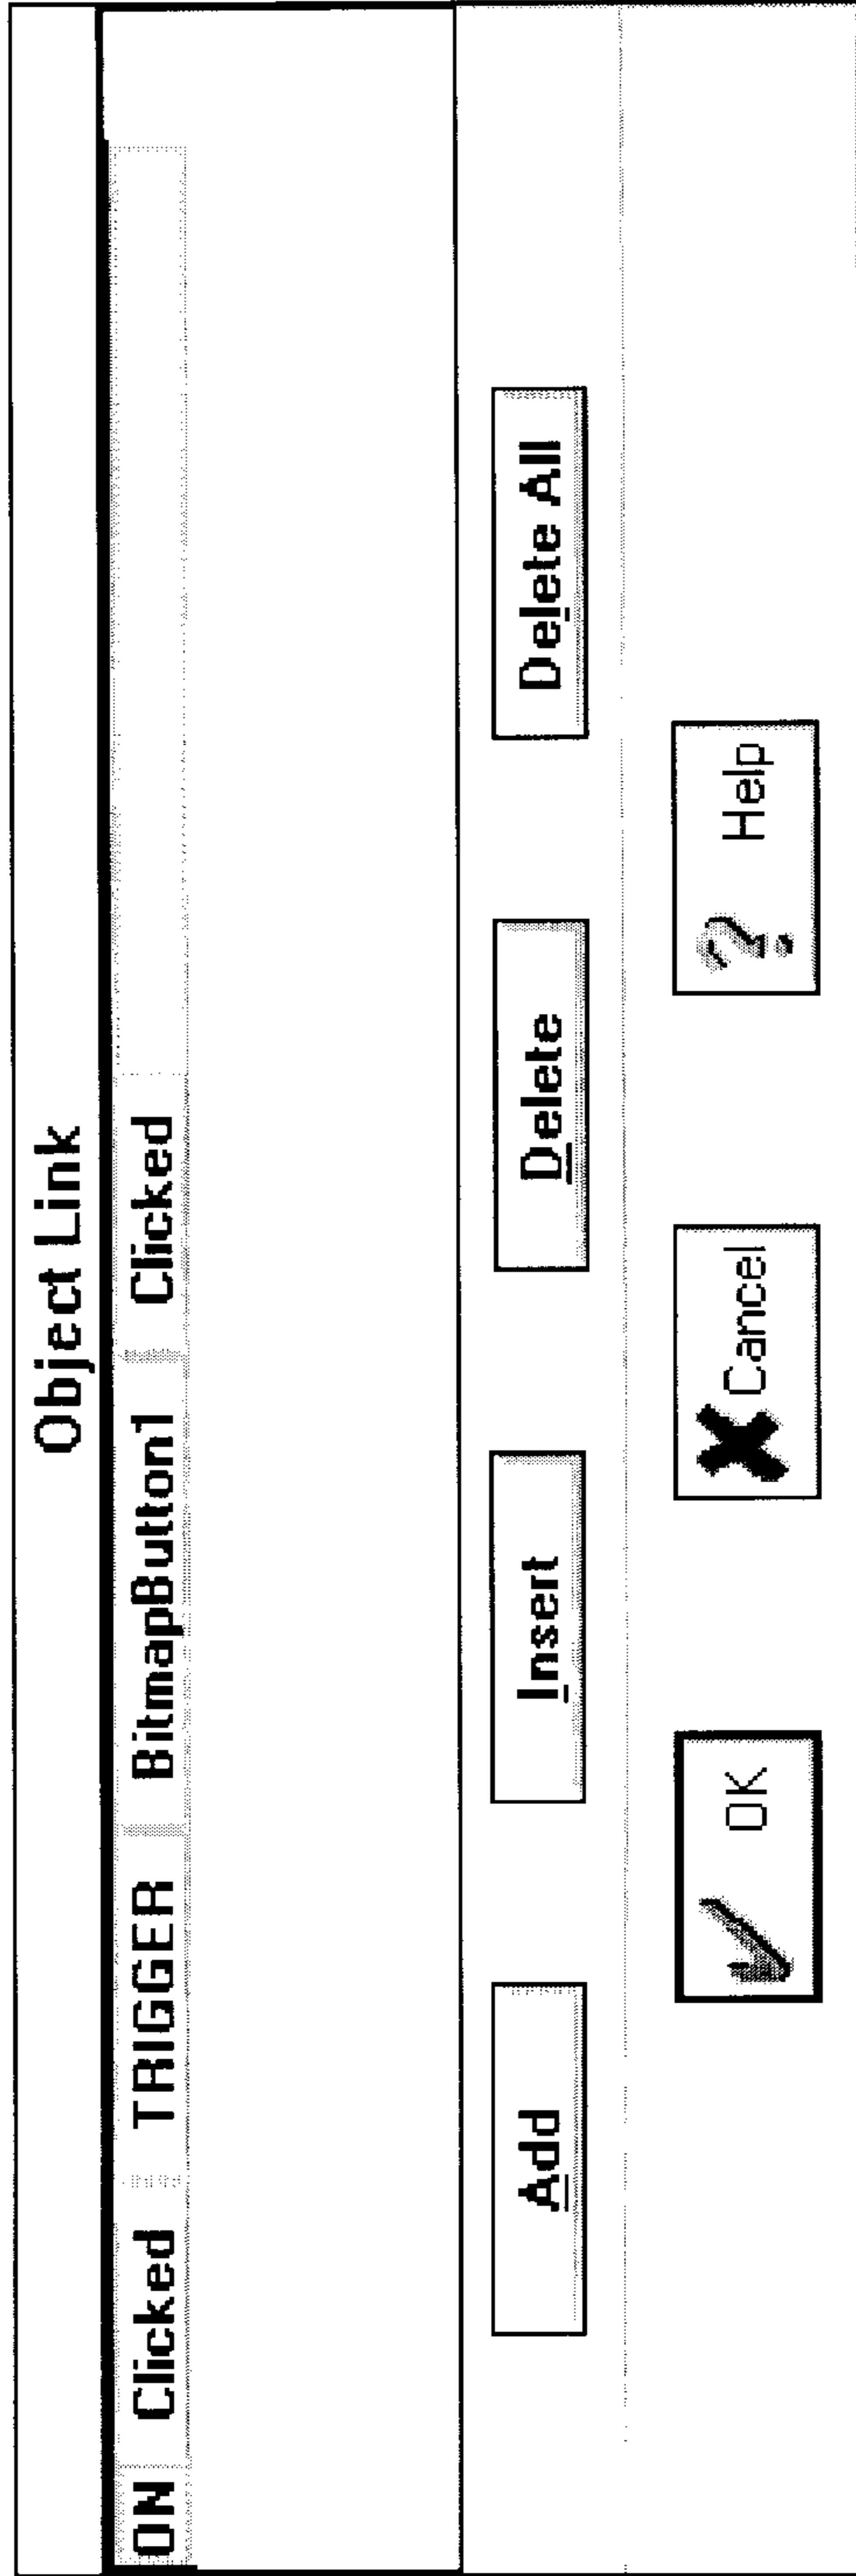 Object Link
ON Clicked TRIGGER BitmapButton1 Clicked
Add Insert Delete Delete All
OK Cancel ? Help